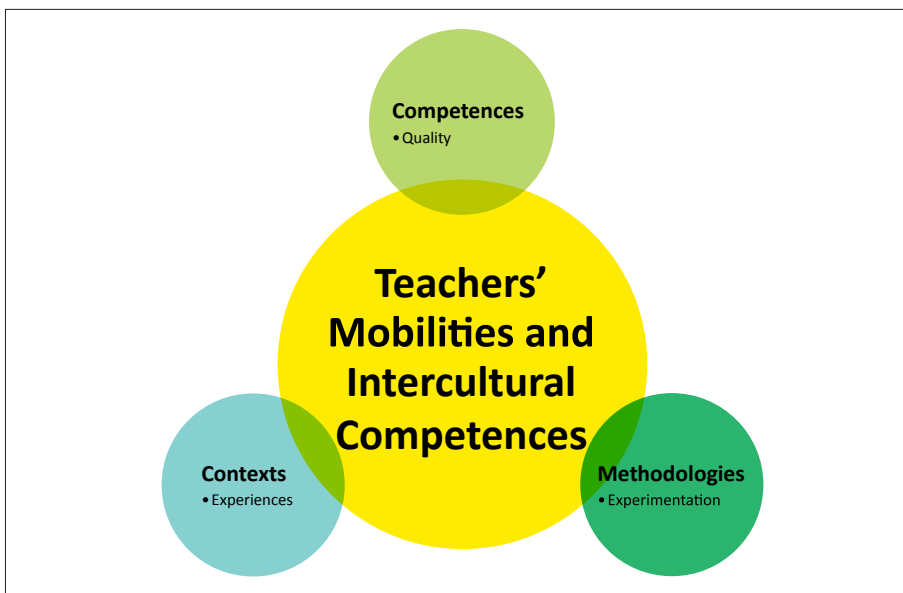 Competences
• Quality
Teachers’
Mobilities and
Intercultural
Competences
Contexts
• Experiences
Methodologies
• Experimentation